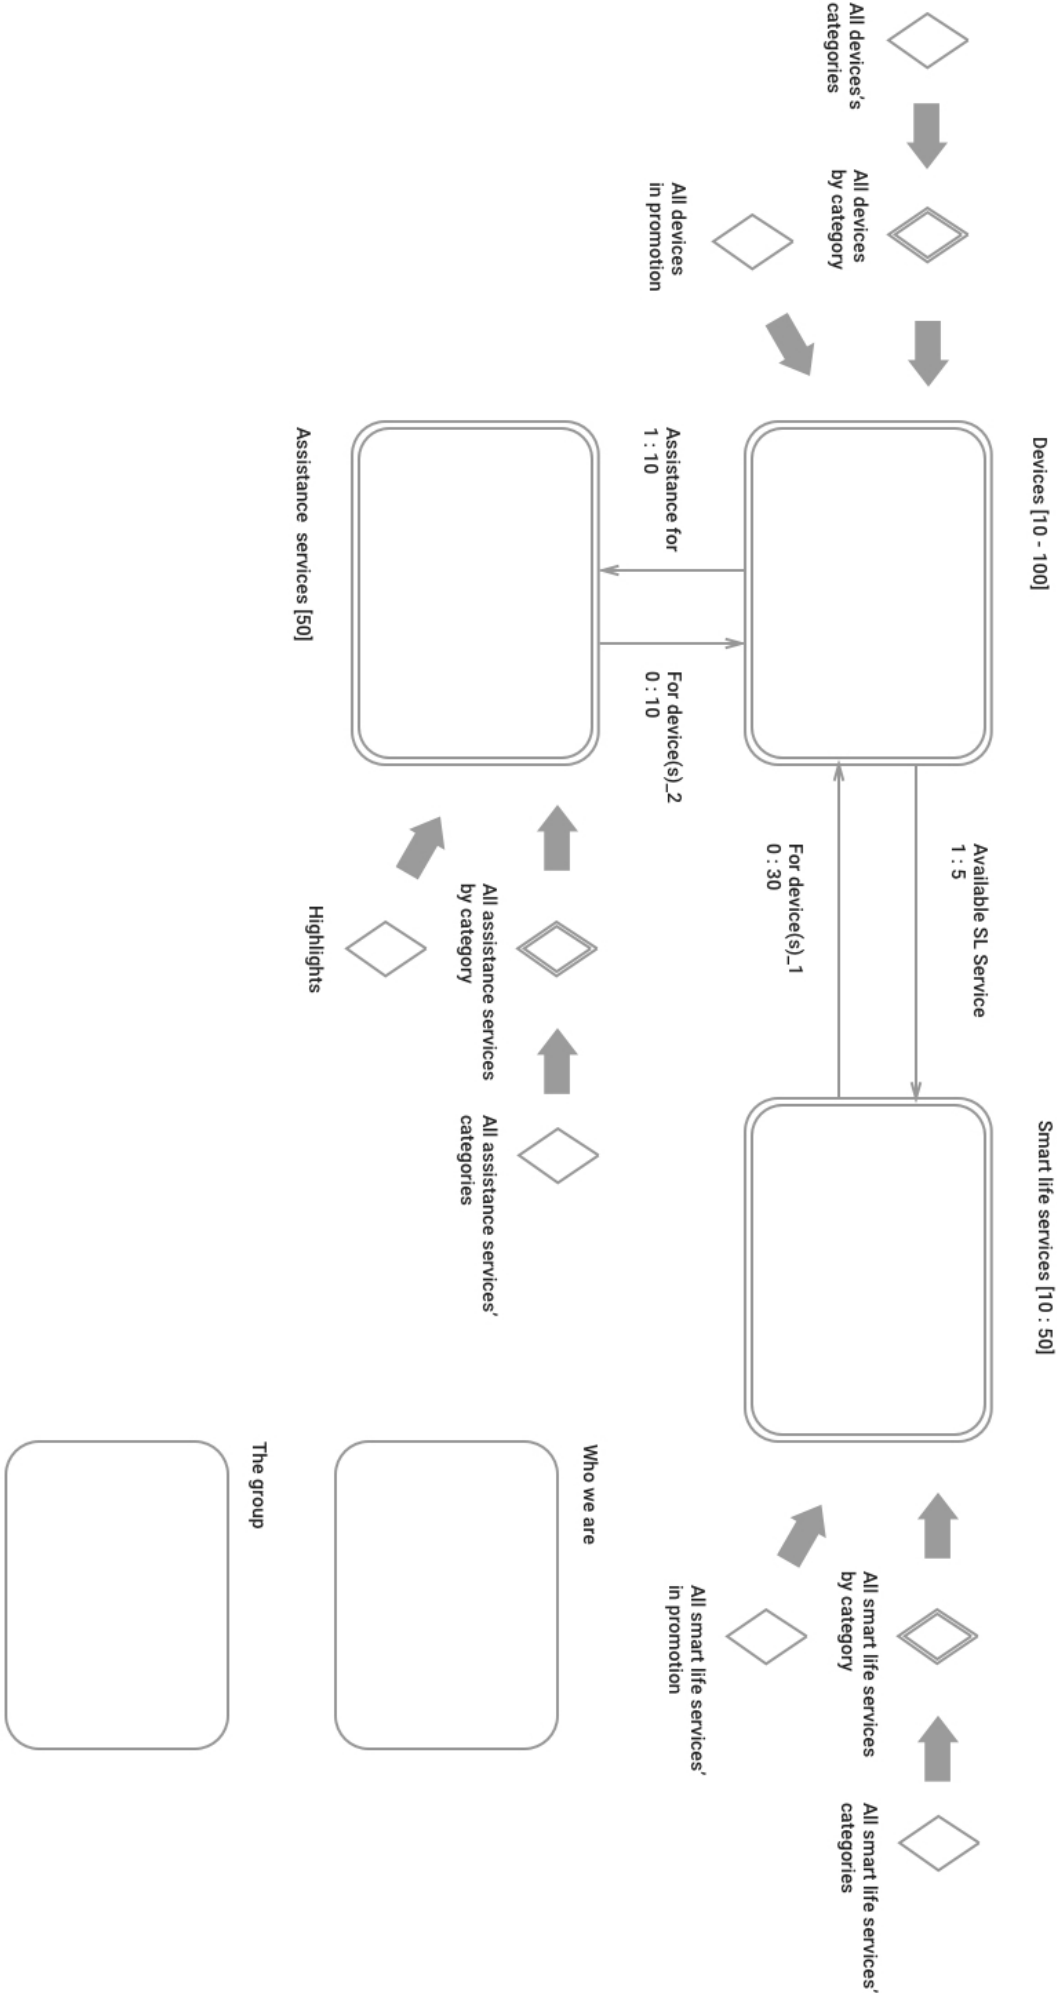 Devices [10 - 100]
Smart life services [10 : 50]
All devices's
categories
All devices
by category
Available SL Service
1 : 5
All smart life services
by category
All smart life services’
categories
For device(s)_1
0 : 30
All devices
in promotion
All smart life services’
in promotion
Assistance for
1 : 10
For device(s)_2
0 : 10
Who we are
All assistance services
by category
All assistance services’
categories
Assistance services [50]
Highlights
The group